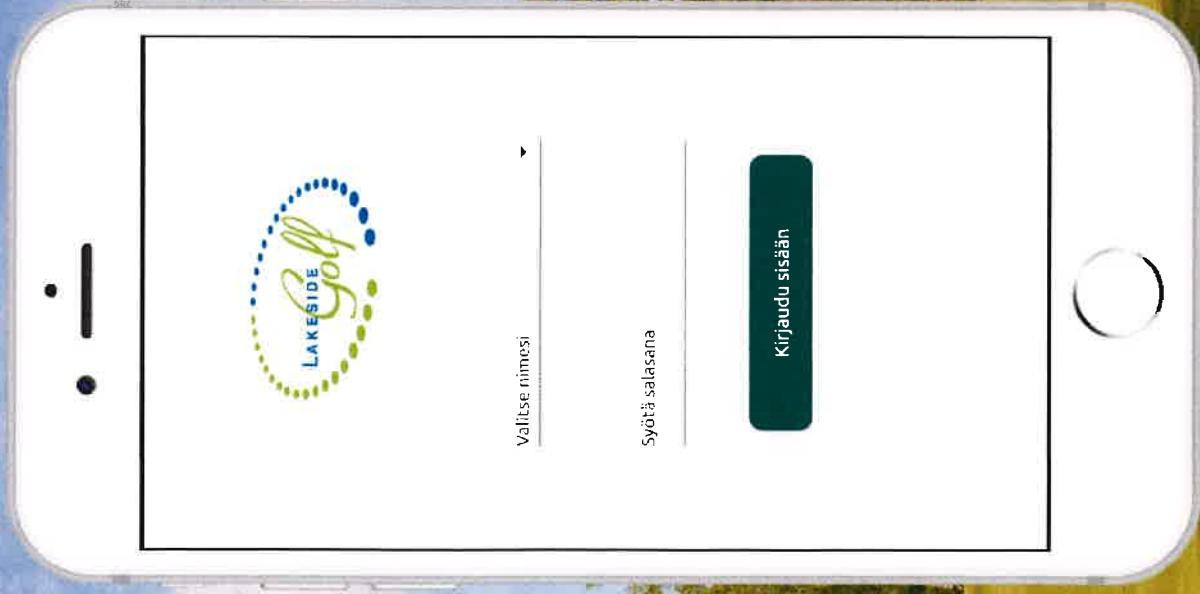 LAKESIDE
Golf
Valitse nimesi
Syötä salasana
Kirjaudu sisään